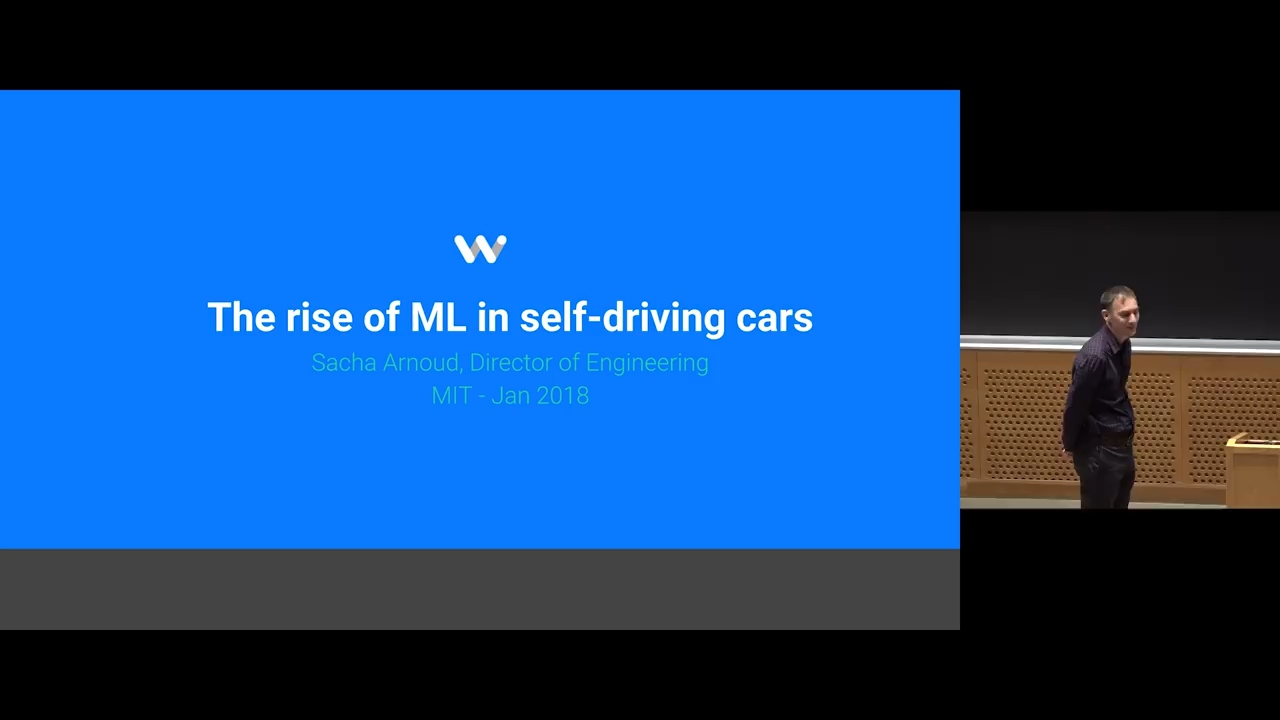 The rise of ML in self-driving cars
Sacha Arnoud, Director of Engineering
MIT - Jan 2018